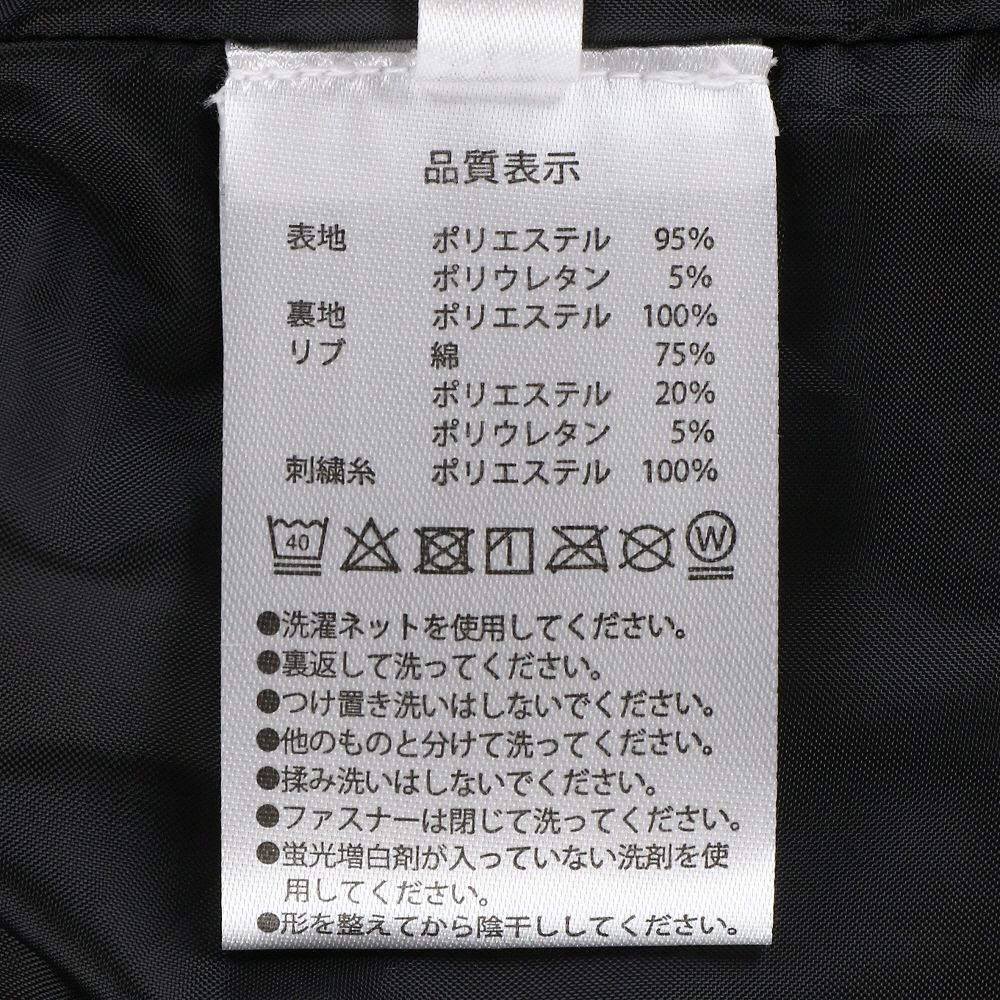 品質表示
表地 ポリエステル 95%
ポリウレタン 5%
裏地 ポリエステル 100%
リブ 綿 75%
ポリエステル 20%
ポリウレタン 5%
刺繍糸 ポリエステル 100%
40 W
●洗濯ネットを使用してください。
●裏返して洗ってください。
●つけ置き洗いはしないでください。
●他のものと分けて洗ってください。
●揉み洗いはしないでください。
●ファスナーは閉じて洗ってください。
●蛍光増白剤が入っていない洗剤を使
用してください。
●形を整えてから陰干ししてください。